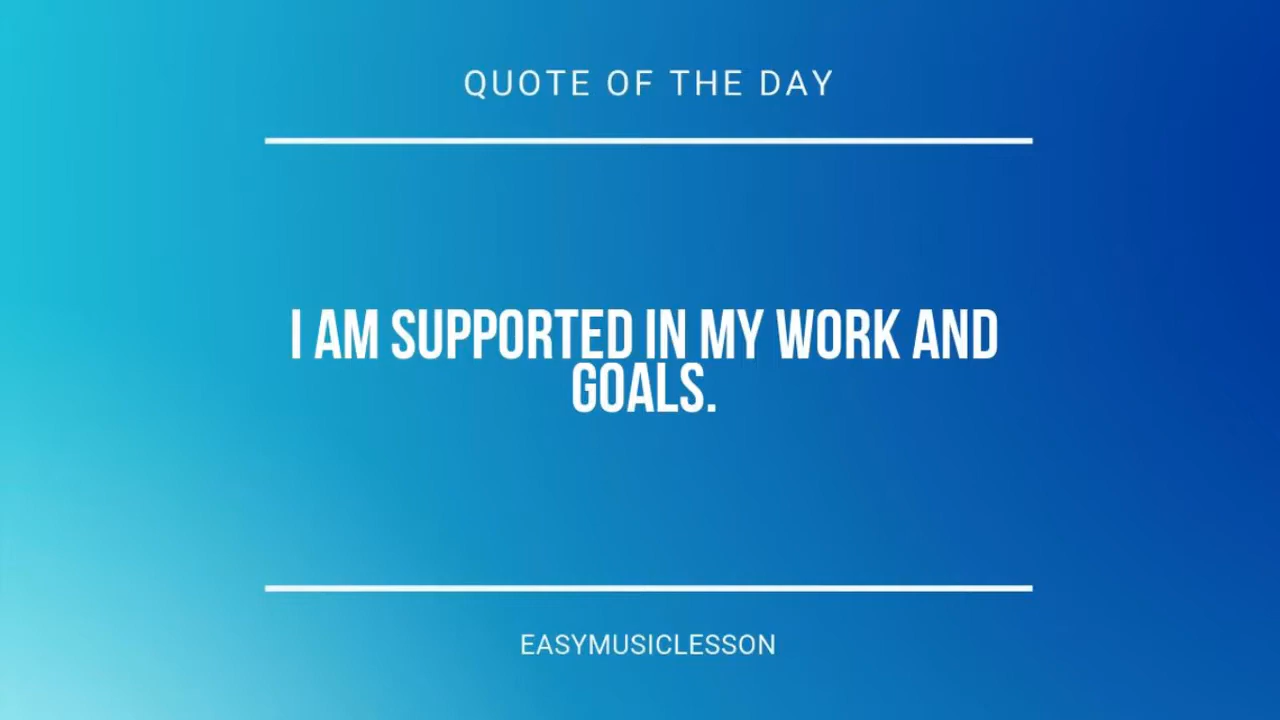 QUOTE OF THE DAY
I AM SUPPORTED IN MY WORK AND
GOALS.
EASYMUSICLESSON